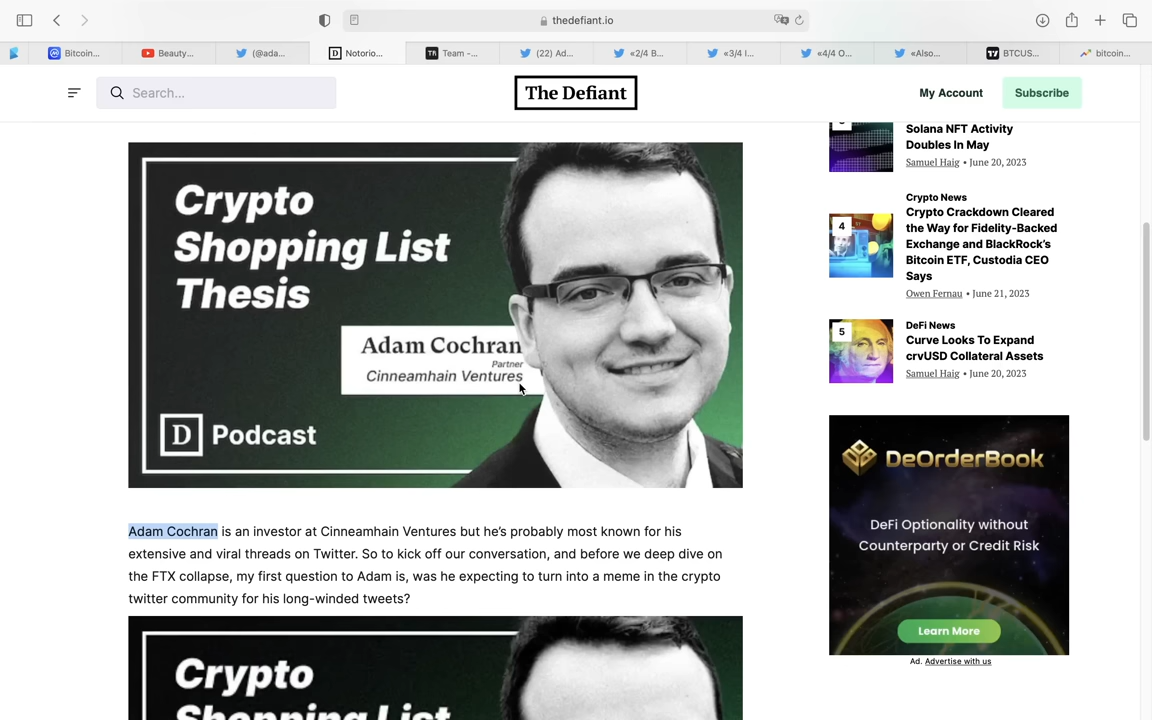 thedefiant.io
Bitcoin...
Beauty...
(@ada...
D
Notorio...
Team -...
(22) Ad...
«2/4 B...
«3/4 I...
«4/4 O...
«Also...
BTCUS...
bitcoin...
Search...
The Defiant
My Account
Subscribe
Crypto
Shopping List
Thesis
Adam Cochran
Partner
Cinneamhain Ventures
D Podcast
Adam Cochran is an investor at Cinneamhain Ventures but he’s probably most known for his
extensive and viral threads on Twitter. So to kick off our conversation, and before we deep dive on
the FTX collapse, my first question to Adam is, was he expecting to turn into a meme in the crypto
twitter community for his long-winded tweets?
Crypto
Shopping List
Solana NFT Activity
Doubles In May
Samuel Haig • June 20, 2023
4
Crypto News
Crypto Crackdown Cleared
the Way for Fidelity-Backed
Exchange and BlackRock’s
Bitcoin ETF, Custodia CEO
Says
Owen Fernau • June 21, 2023
5
DeFi News
Curve Looks To Expand
crvUSD Collateral Assets
Samuel Haig • June 20, 2023
DeOrderBook
DeFi Optionality without
Counterparty or Credit Risk
Learn More
Ad. Advertise with us